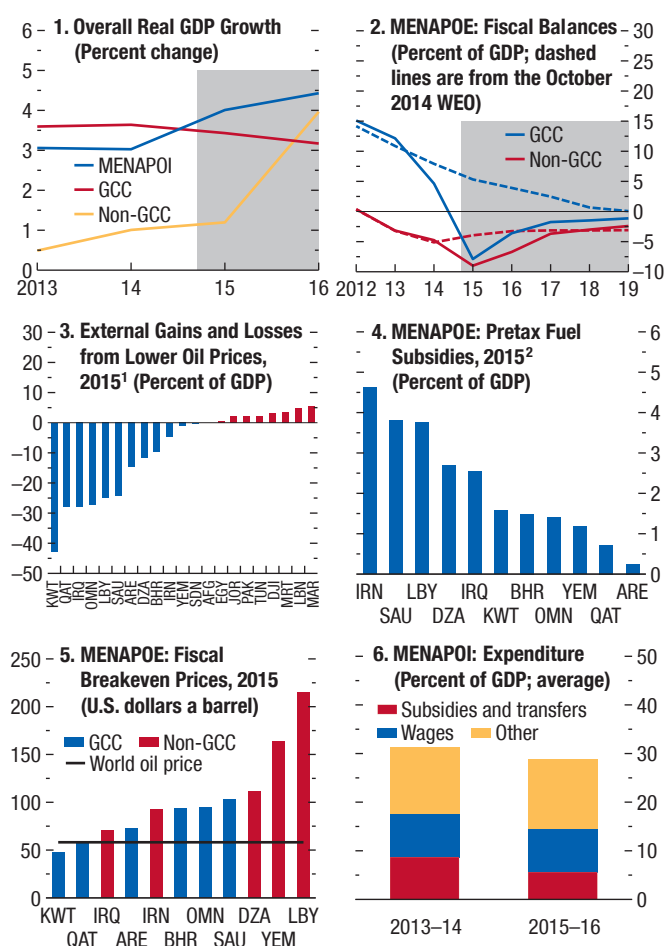 1. Overall Real GDP Growth
(Percent change)
6
5
4
3
2
1
0
MENAPOI
GCC
Non-GCC
2013 14 15 16
2. MENAPOE: Fiscal Balances
(Percent of GDP; dashed
lines are from the October
2014 WEO)
30
25
20
15
10
5
0
–5
–10
GCC
Non-GCC
2012 13 14 15 16 17 18 19
3. External Gains and Losses
from Lower Oil Prices,
2015¹ (Percent of GDP)
30
20
10
0
–10
–20
–30
–40
–50
KWT
QAT
IRQ
OMN
LBY
SAU
ARE
DZA
BHR
IRN
YEM
SDN
AFG
EGY
JOR
PAK
TUN
DJI
MRT
LBN
MAR
4. MENAPOE: Pretax Fuel
Subsidies, 2015²
(Percent of GDP)
6
5
4
3
2
1
0
IRN LBY IRQ BHR YEM ARE
SAU DZA KWT OMN QAT
5. MENAPOE: Fiscal
Breakeven Prices, 2015
(U.S. dollars a barrel)
250
200
150
100
50
0
GCC Non-GCC
World oil price
KWT IRQ IRN OMN DZA LBY
QAT ARE BHR SAU YEM
6. MENAPOI: Expenditure
(Percent of GDP; average)
50
40
30
20
10
0
Subsidies and transfers
Wages Other
2013–14 2015–16